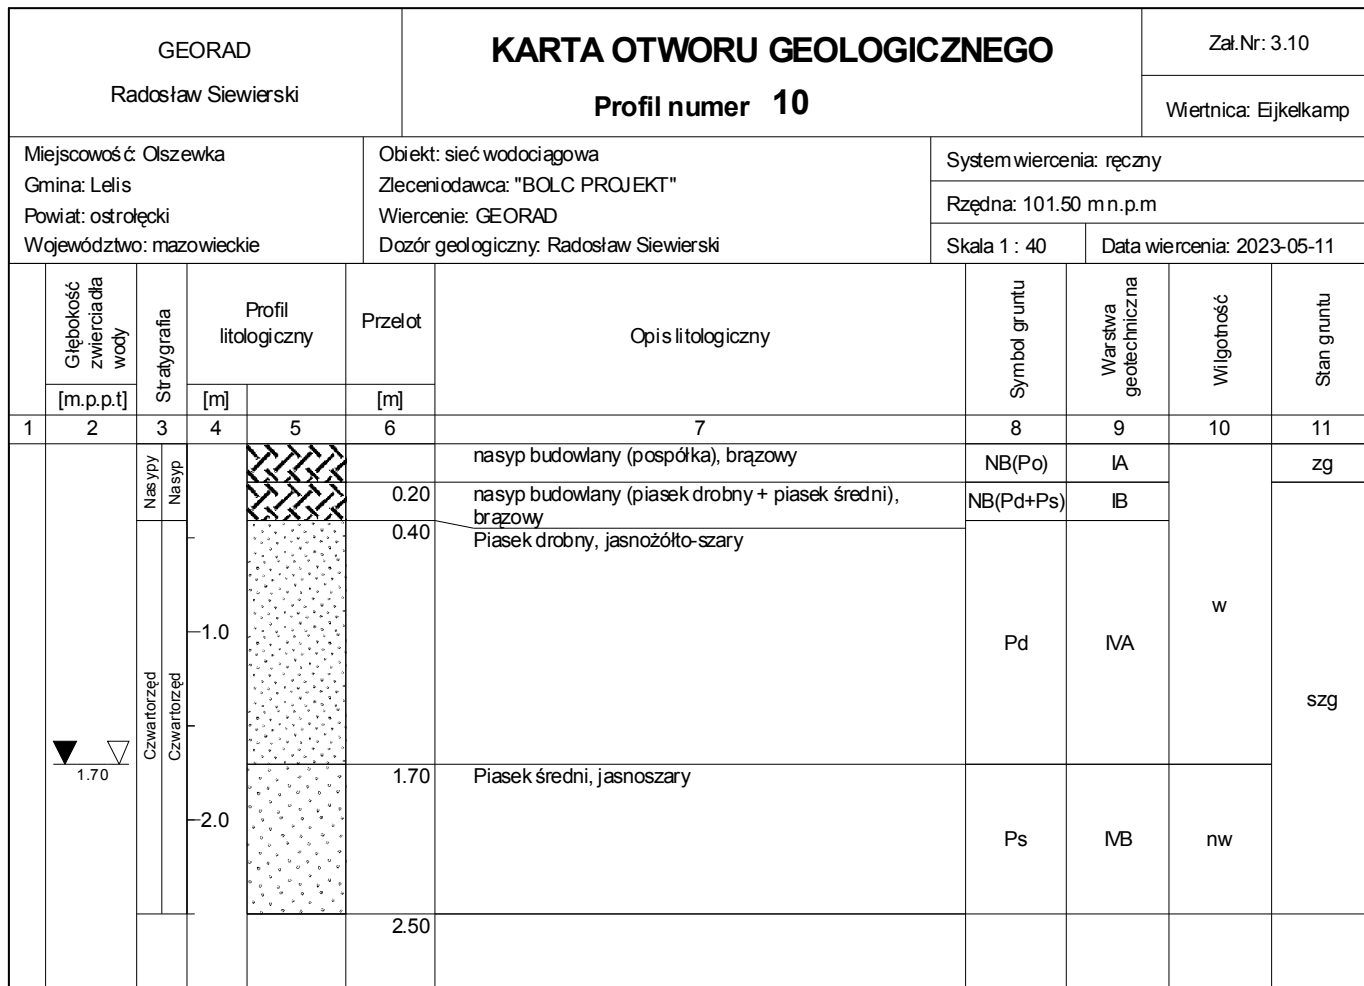 GEORAD
Radosław Siewierski
KARTA OTWORU GEOLOGICZNEGO
Profil numer 10
Zał.Nr: 3.10
Wiertnica: Eijkelkamp
Miejscowość: Olszewka
Gmina: Lelis
Powiat: ostrołęcki
Województwo: mazowieckie
Obiekt: sieć wodociągowa
Zleceniodawca: "BOLC PROJEKT"
Wiercenie: GEORAD
Dozór geologiczny: Radosław Siewierski
System wiercenia: ręczny
Rzędna: 101.50 m n.p.m
Skala 1 : 40
Data wiercenia: 2023-05-11
Głębokość
zwierciadła
wody
[m.p.p.t]
Stratygrafia
Profil
litologiczny
[m]
Przelot
[m]
Opis litologiczny
Symbol gruntu
Warstwa
geotechniczna
Wilgotność
Stan gruntu
1 2 3 4 5 6 7 8 9 10 11
Nasypy
Nasyp
nasyp budowlany (pospółka), brązowy
NB(Po)
IA
zg
0.20
nasyp budowlany (piasek drobny + piasek średni),
brązowy
NB(Pd+Ps)
IB
0.40
Piasek drobny, jasnożółto-szary
1.0
Pd
IVA
w
Czwartorzęd
Czwartorzęd
szg
1.70
1.70
Piasek średni, jasnoszary
2.0
Ps
IVB
nw
2.50